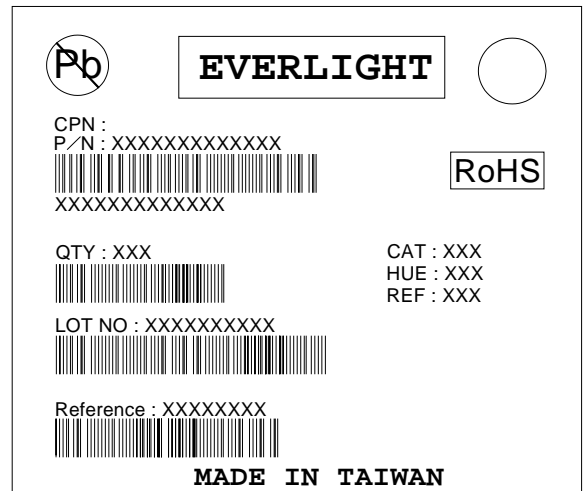 Pb
EVERLIGHT
CPN :
P/N : XXXXXXXXXXXXX
RoHS
XXXXXXXXXXXXX
QTY : XXX
CAT : XXX
HUE : XXX
REF : XXX
LOT NO : XXXXXXXXXX
Reference : XXXXXXXX
MADE IN TAIWAN